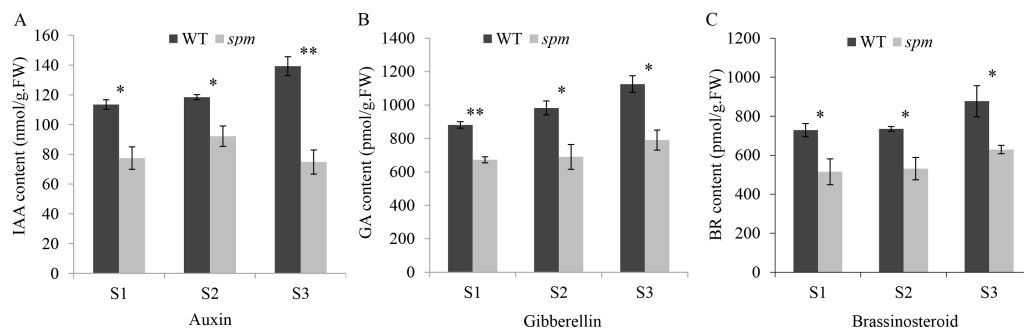 A
160
140
120
100
80
60
40
20
0
IAA content (nmol/g.FW)
WT spm
*
*
**
S1 S2 S3
Auxin
B
1400
1200
1000
800
600
400
200
0
GA content (pmol/g.FW)
WT spm
**
*
*
S1 S2 S3
Gibberellin
C
1200
1000
800
600
400
200
0
BR content (pmol/g.FW)
WT spm
*
*
*
S1 S2 S3
Brassinosteroid